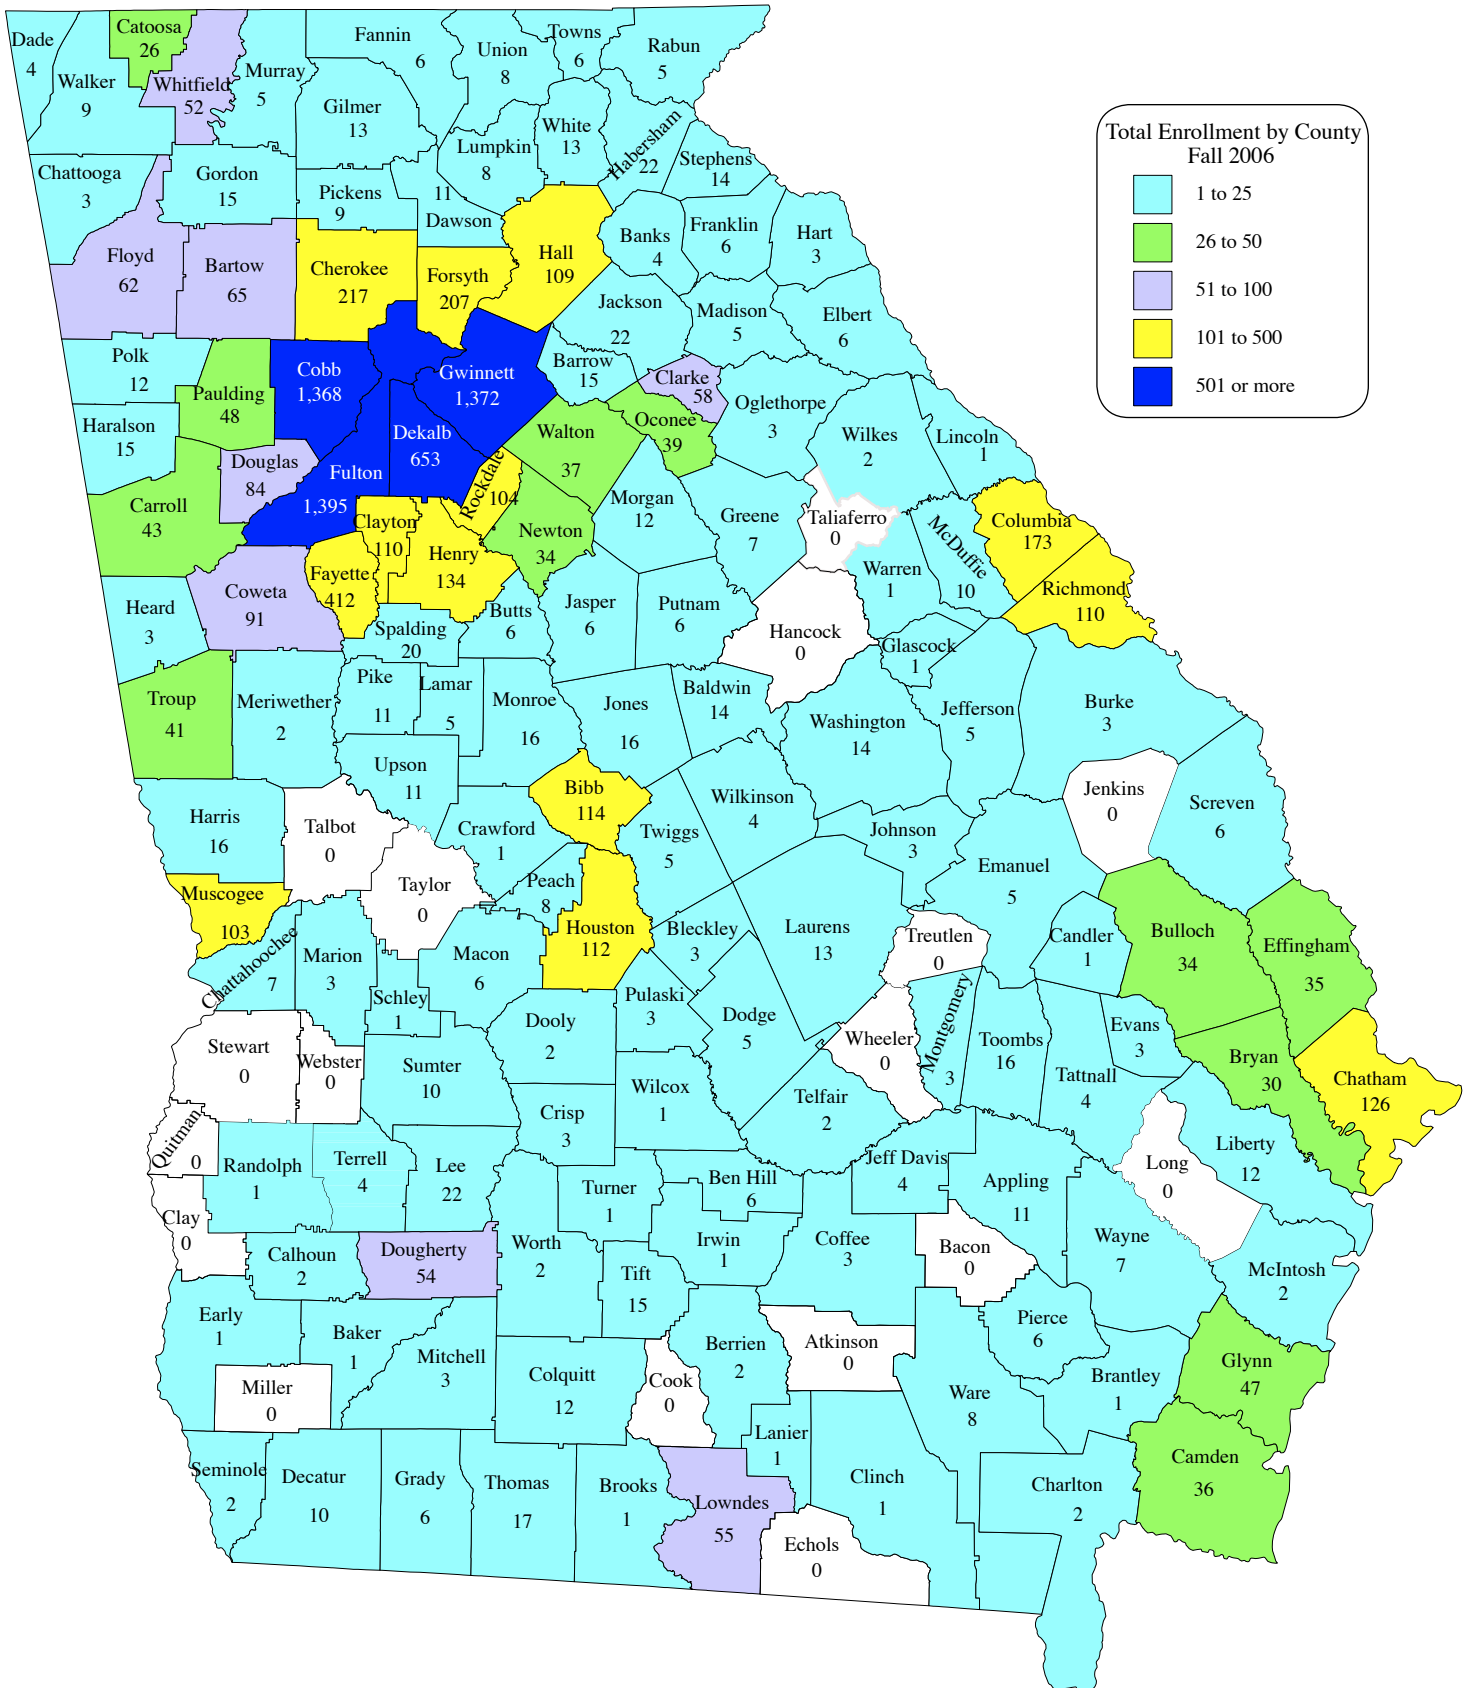 Total Enrollment by County
Fall 2006
1 to 25
26 to 50
51 to 100
101 to 500
501 or more
Dade
4
Walker
9
Catoosa
26
Whitfield
52
Murray
5
Fannin
6
Gilmer
13
Union
8
Towns
6
Rabun
5
White
13
Habersham
22
Lumpkin
8
Stephens
14
Chattooga
3
Gordon
15
Pickens
9
11
Dawson
Banks
4
Franklin
6
Hart
3
Floyd
62
Bartow
65
Cherokee
217
Forsyth
207
Hall
109
Jackson
22
Madison
5
Elbert
6
Polk
12
Paulding
48
Cobb
1,368
Gwinnett
1,372
Barrow
15
Clarke
58
Oglethorpe
3
Haralson
15
Douglas
84
Fulton
1,395
Dekalb
653
Rockdale
104
Walton
37
Oconee
39
Wilkes
2
Lincoln
1
Carroll
43
Clayton
110
Henry
134
Newton
34
Morgan
12
Greene
7
Taliaferro
0
McDuffie
10
Columbia
173
Heard
3
Coweta
91
Fayette
412
Spalding
20
Butts
6
Jasper
6
Putnam
6
Hancock
0
Warren
1
Richmond
110
Glascock
1
Troup
41
Meriwether
2
Pike
11
Lamar
5
Monroe
16
Jones
16
Baldwin
14
Washington
14
Jefferson
5
Burke
3
Upson
11
Bibb
114
Wilkinson
4
Jenkins
0
Screven
6
Harris
16
Talbot
0
Crawford
1
Twiggs
5
Johnson
3
Emanuel
5
Muscogee
103
Taylor
0
Peach
8
Houston
112
Bleckley
3
Laurens
13
Treutlen
0
Candler
1
Bulloch
34
Effingham
35
Chattahoochee
7
Marion
3
Schley
1
Macon
6
Dooly
2
Pulaski
3
Dodge
5
Wheeler
0
Montgomery
3
Toombs
16
Evans
3
Tattnall
4
Bryan
30
Chatham
126
Stewart
0
Webster
0
Sumter
10
Crisp
3
Wilcox
1
Telfair
2
Quitman
0
Randolph
1
Terrell
4
Lee
22
Turner
1
Ben Hill
6
Jeff Davis
4
Appling
11
Long
0
Liberty
12
Clay
0
Calhoun
2
Dougherty
54
Worth
2
Tift
15
Irwin
1
Coffee
3
Bacon
0
Wayne
7
McIntosh
2
Early
1
Baker
1
Mitchell
3
Colquitt
12
Cook
0
Berrien
2
Atkinson
0
Pierce
6
Ware
8
Brantley
1
Glynn
47
Miller
0
Seminole
2
Decatur
10
Grady
6
Thomas
17
Brooks
1
Lowndes
55
Lanier
1
Clinch
1
Echols
0
Charlton
2
Camden
36